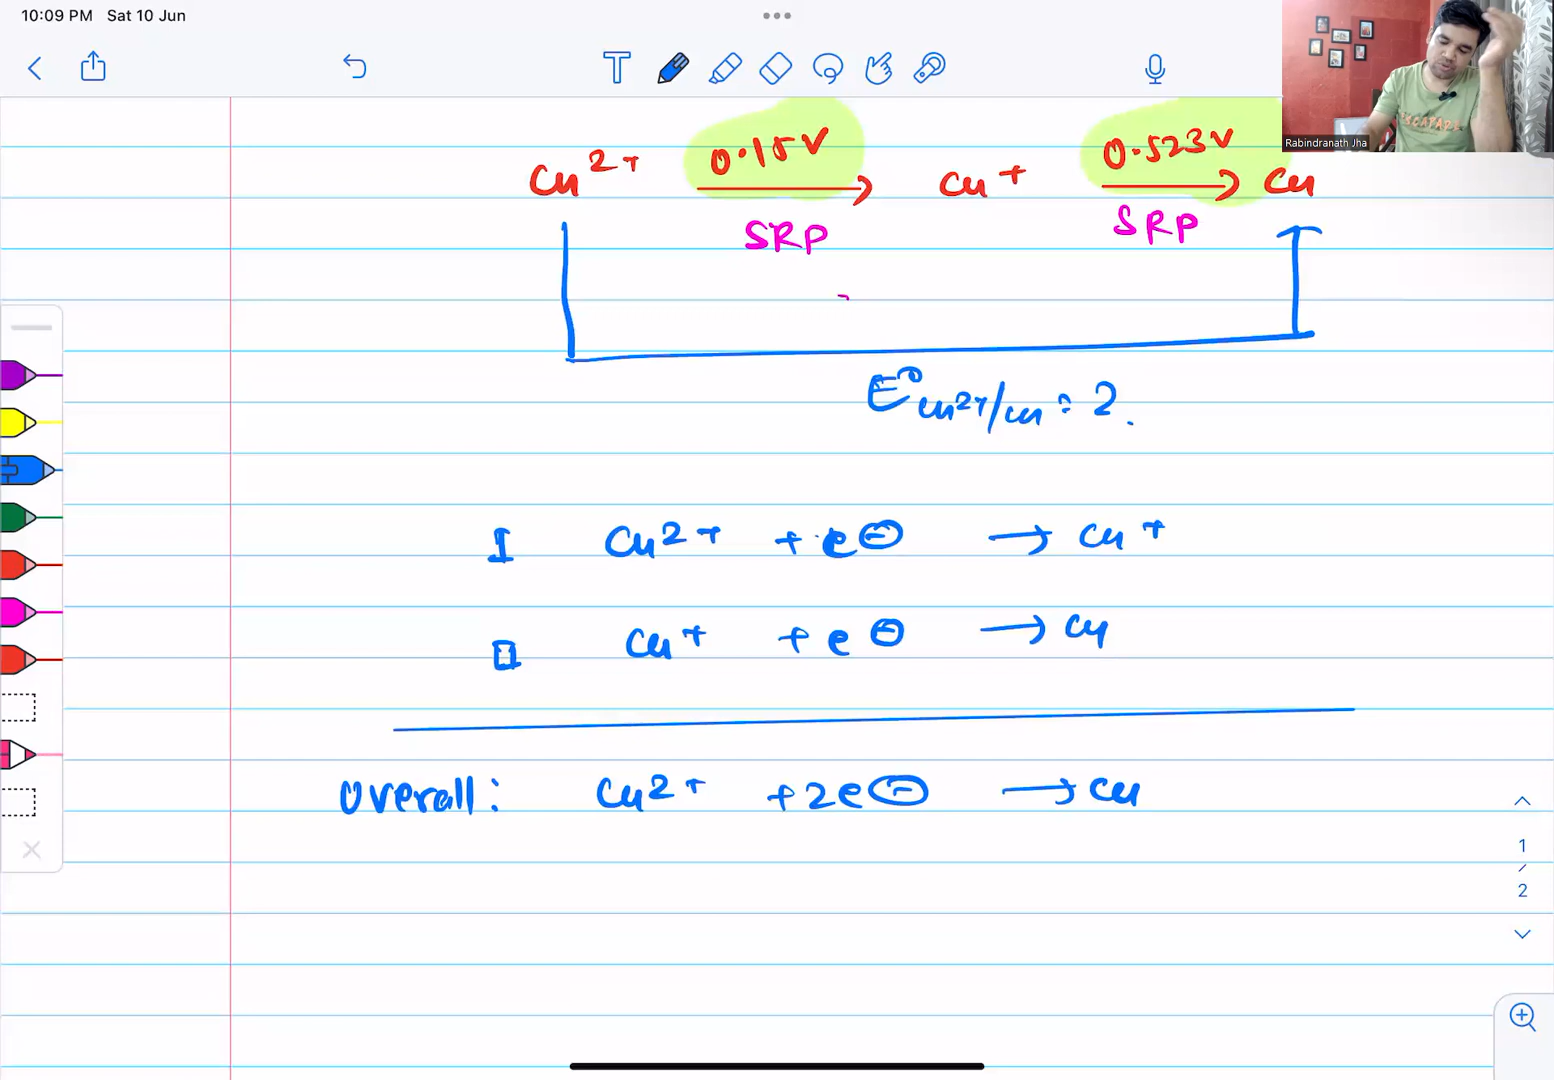 10:09 PM Sat 10 Jun
Rabindranath Jha
Cu2+ 0.15V → Cu+ 0.523V → Cu
SRP SRP
E°Cu2+/Cu = ?
I Cu2+ + e⊖ → Cu+
II Cu+ + e⊖ → Cu
Overall: Cu2+ + 2e⊖ → Cu
1
/
2